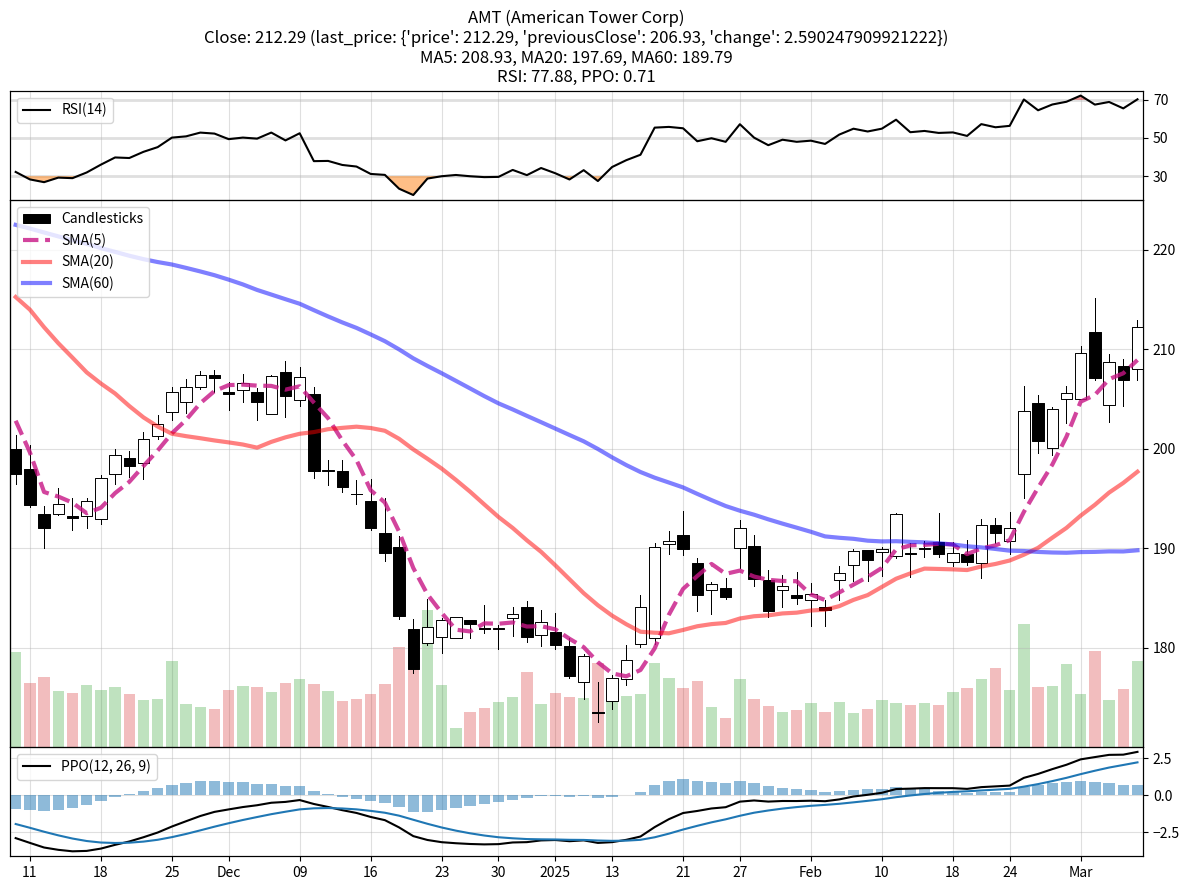 AMT (American Tower Corp)
Close: 212.29 (last_price: {'price': 212.29, 'previousClose': 206.93, 'change': 2.590247909921222})
MA5: 208.93, MA20: 197.69, MA60: 189.79
RSI: 77.88, PPO: 0.71
RSI(14)
70
50
30
Candlesticks
SMA(5)
SMA(20)
SMA(60)
220
210
200
190
180
PPO(12, 26, 9)
2.5
0.0
−2.5
11 18 25 Dec 09 16 23 30 2025 13 21 27 Feb 10 18 24 Mar